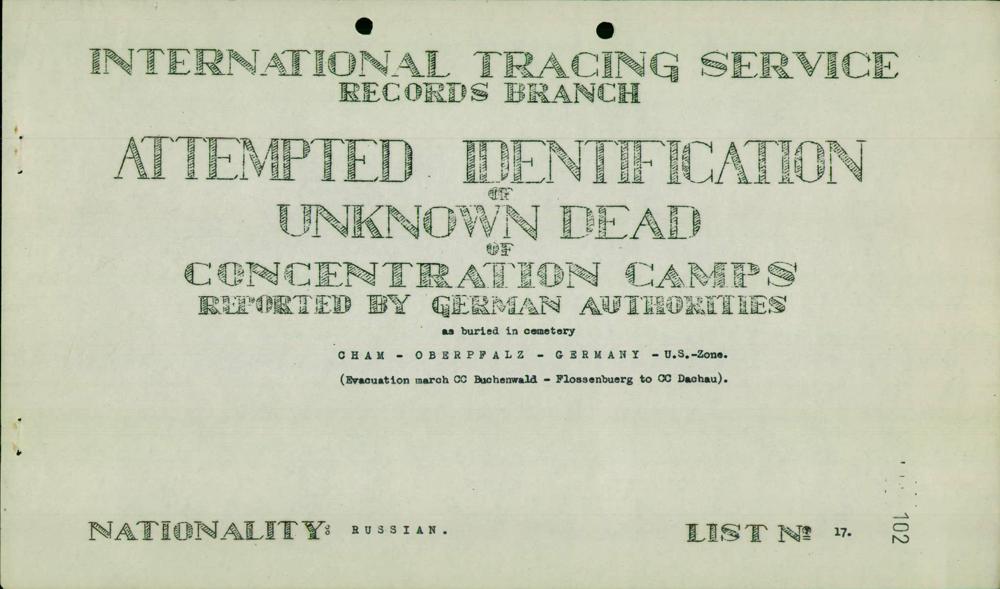 INTERNATIONAL TRACING SERVICE
RECORDS BRANCH
ATTEMPTED IDENTIFICATION
OF
UNKNOWN DEAD
OF
CONCENTRATION CAMPS
REPORTED BY GERMAN AUTHORITIES
as buried in cemetery
CHAM - OBERPFALZ - GERMANY - U.S.-Zone.
(Evacuation march CC Buchenwald - Flossenbuerg to CC Dachau).
NATIONALITY: RUSSIAN.
LIST Nº 17.
102